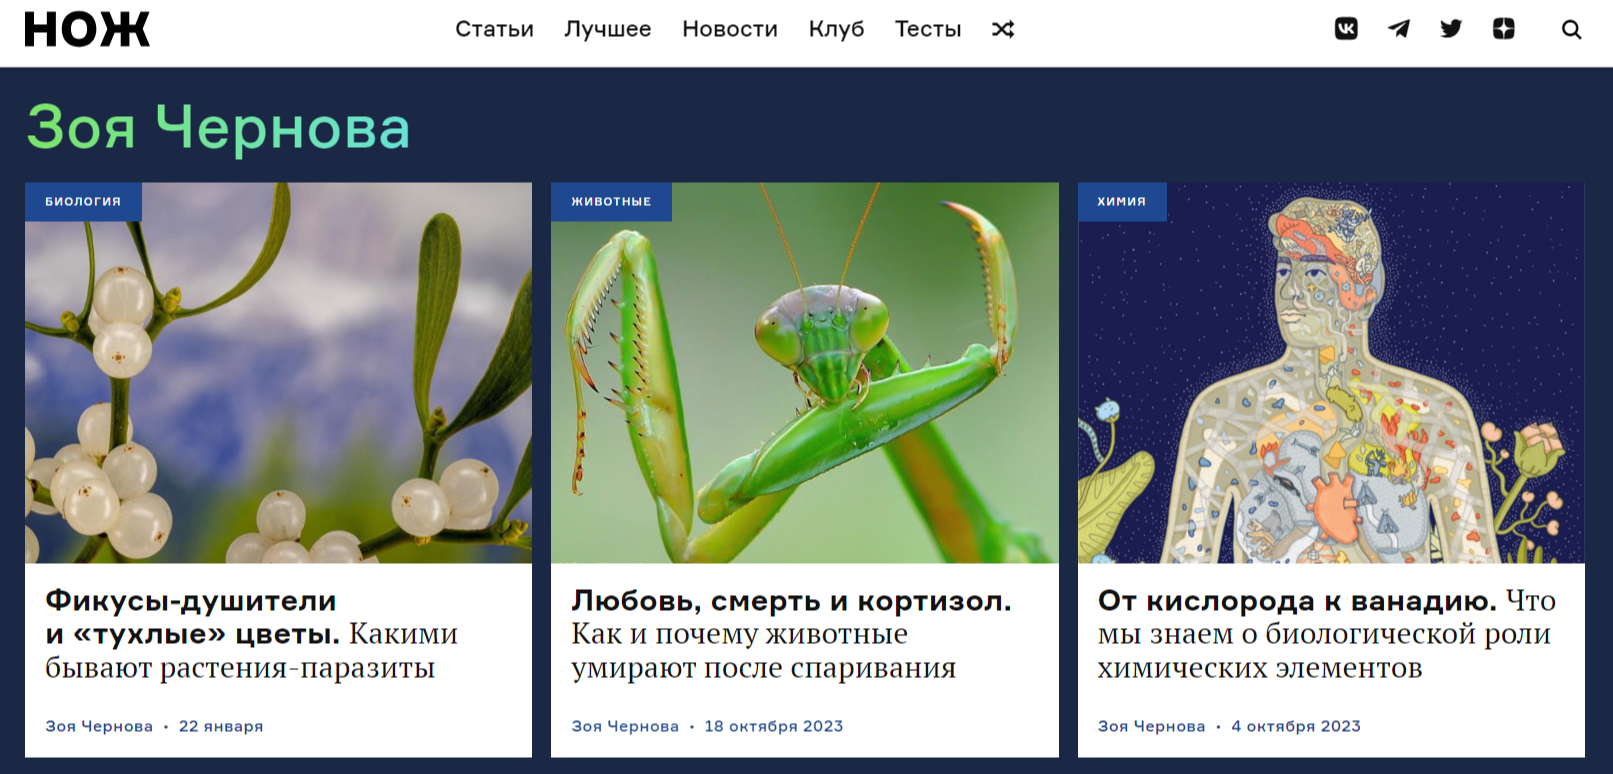 НОЖ
Статьи Лучшее Новости Клуб Тесты
Зоя Чернова
БИОЛОГИЯ
Фикусы-душители
и «тухлые» цветы. Какими
бывают растения-паразиты
Зоя Чернова • 22 января
ЖИВОТНЫЕ
Любовь, смерть и кортизол.
Как и почему животные
умирают после спаривания
Зоя Чернова • 18 октября 2023
ХИМИЯ
От кислорода к ванадию. Что
мы знаем о биологической роли
химических элементов
Зоя Чернова • 4 октября 2023